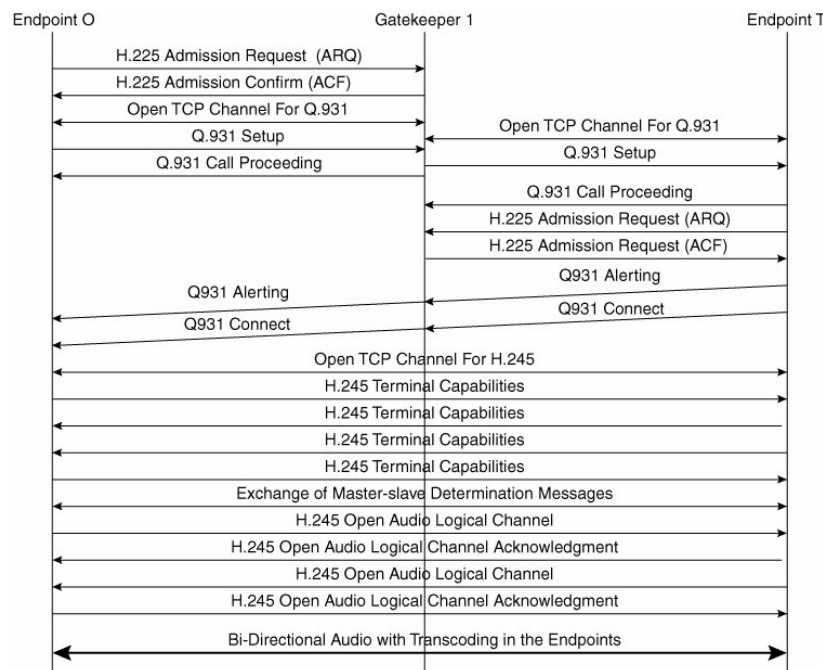 Endpoint O
Gatekeeper 1
Endpoint T
H.225 Admission Request (ARQ)
H.225 Admission Confirm (ACF)
Open TCP Channel For Q.931
Open TCP Channel For Q.931
Q.931 Setup
Q.931 Setup
Q.931 Call Proceeding
Q.931 Call Proceeding
H.225 Admission Request (ARQ)
H.225 Admission Request (ACF)
Q931 Alerting
Q931 Alerting
Q931 Connect
Q931 Connect
Open TCP Channel For H.245
H.245 Terminal Capabilities
H.245 Terminal Capabilities
H.245 Terminal Capabilities
H.245 Terminal Capabilities
Exchange of Master-slave Determination Messages
H.245 Open Audio Logical Channel
H.245 Open Audio Logical Channel Acknowledgment
H.245 Open Audio Logical Channel
H.245 Open Audio Logical Channel Acknowledgment
Bi-Directional Audio with Transcoding in the Endpoints